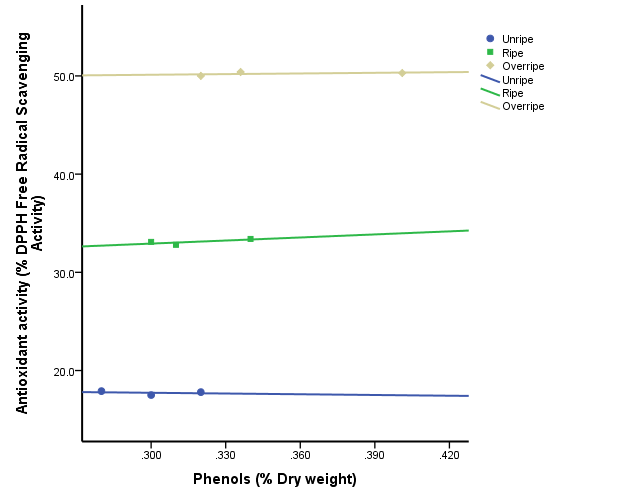 Antioxidant activity (% DPPH Free Radical Scavenging
Activity)
50.0
40.0
30.0
20.0
.300 .330 .360 .390 .420
Phenols (% Dry weight)
Unripe
Ripe
Overripe
Unripe
Ripe
Overripe